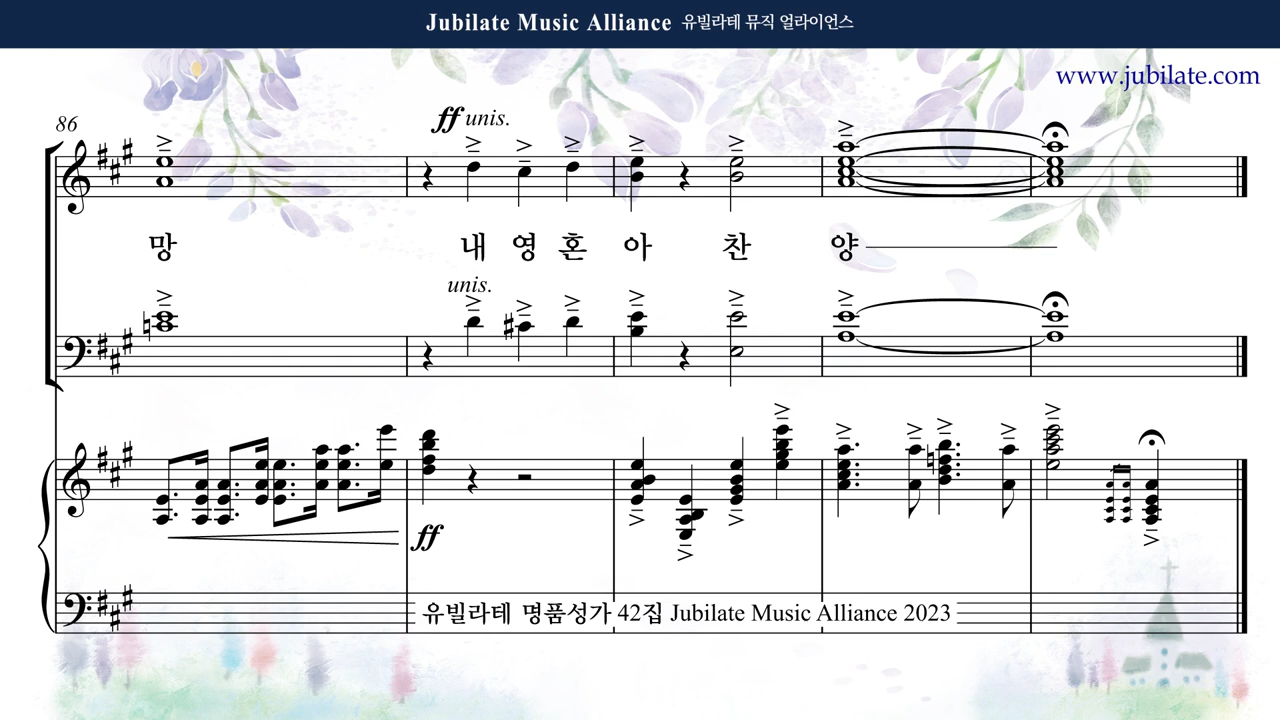 Jubilate Music Alliance 유빌라테 뮤직 얼라이언스
www.jubilate.com
86
ff unis.
망 내 영 혼 아 찬 양
unis.
ff
유빌라테 명품성가 42집 Jubilate Music Alliance 2023